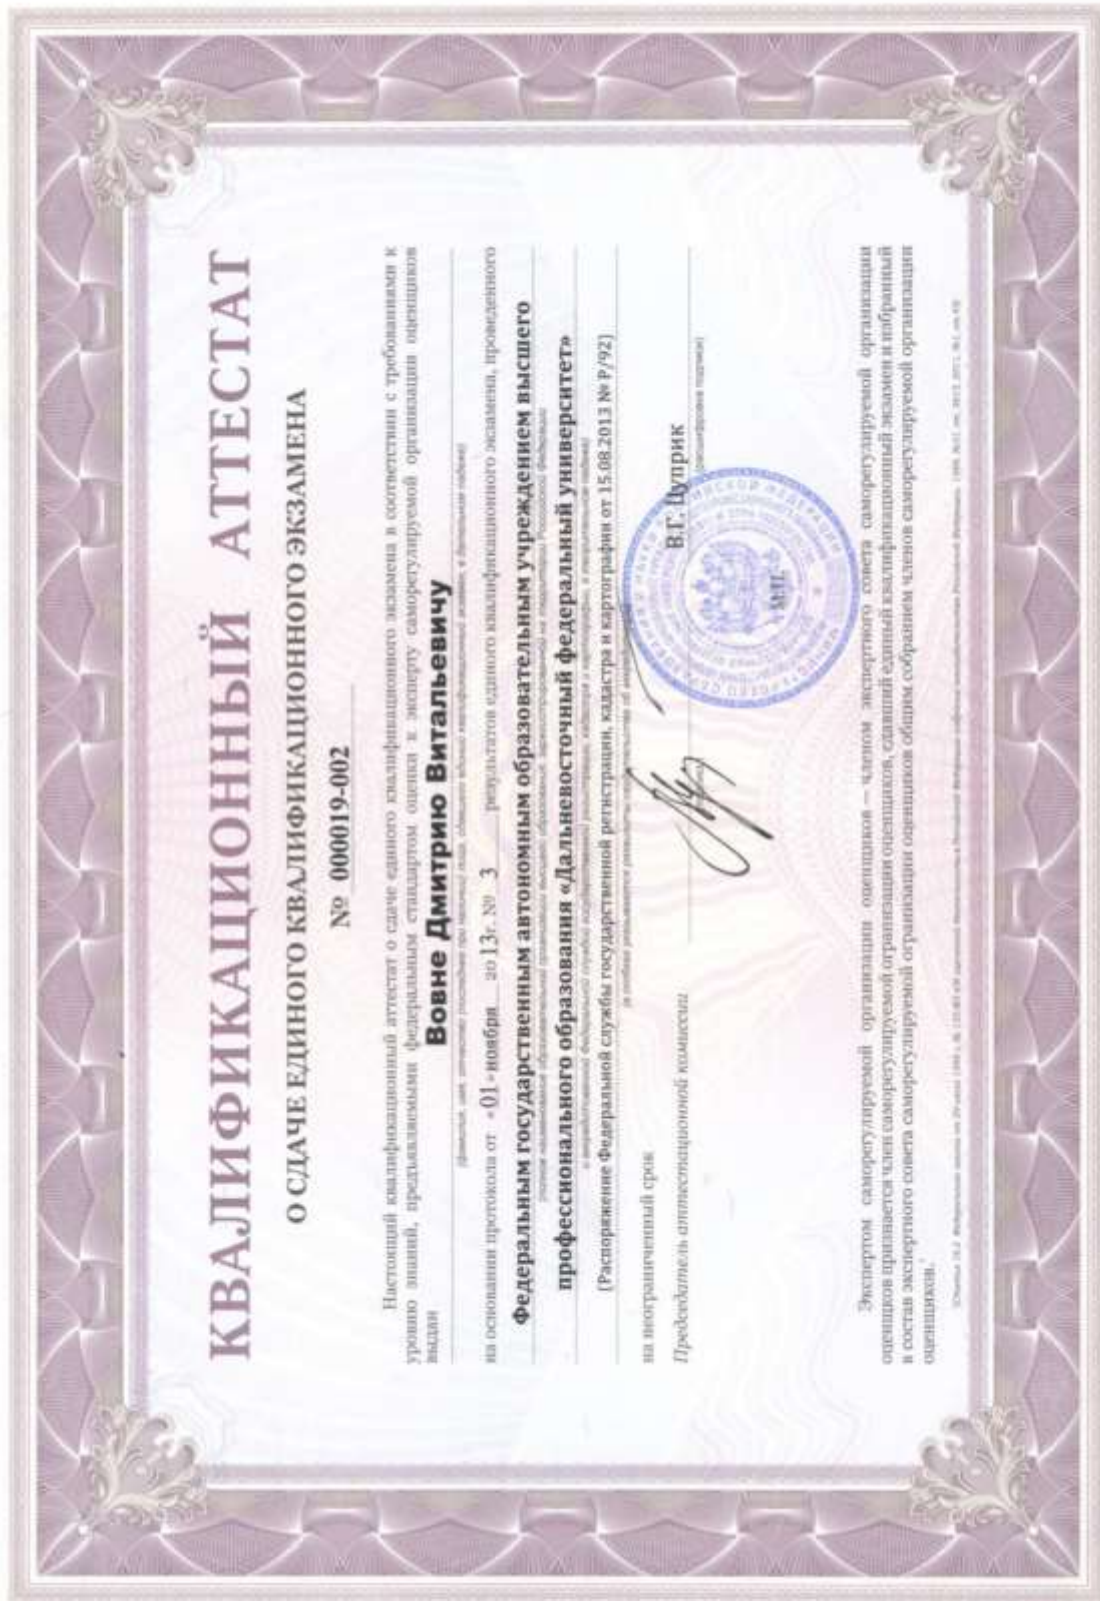 КВАЛИФИКАЦИОННЫЙ АТТЕСТАТ
О СДАЧЕ ЕДИНОГО КВАЛИФИКАЦИОННОГО ЭКЗАМЕНА
№ 000019-002
Настоящий квалификационный аттестат о сдаче единого квалификационного экзамена в соответствии с требованиями к
уровню знаний, предъявляемыми федеральным стандартом оценки к эксперту саморегулируемой организации оценщиков
выдан
Вовне Дмитрию Витальевичу
на основании протокола от «01» ноября 2013г. № 3 результатов единого квалификационного экзамена, проведенного
Федеральным государственным автономным образовательным учреждением высшего
профессионального образования «Дальневосточный федеральный университет»
(Распоряжение Федеральной службы государственной регистрации, кадастра и картографии от 15.08.2013 № Р/92)
на неограниченный срок
Председатель аттестационной комиссии
В.Г. Цуприк
(расшифровка подписи)
М.П.
Экспертом саморегулируемой организации оценщиков – членом экспертного совета саморегулируемой организации
оценщиков признается член саморегулируемой организации оценщиков, сдавший единый квалификационный экзамен и избранный
в состав экспертного совета саморегулируемой организации оценщиков общим собранием членов саморегулируемой организации
оценщиков.